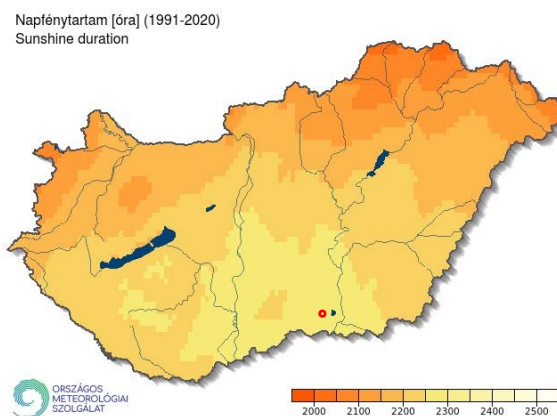 Napfénytartam [óra] (1991-2020)
Sunshine duration
ORSZÁGOS
METEOROLÓGIAI
SZOLGÁLAT
2000 2100 2200 2300 2400 2500